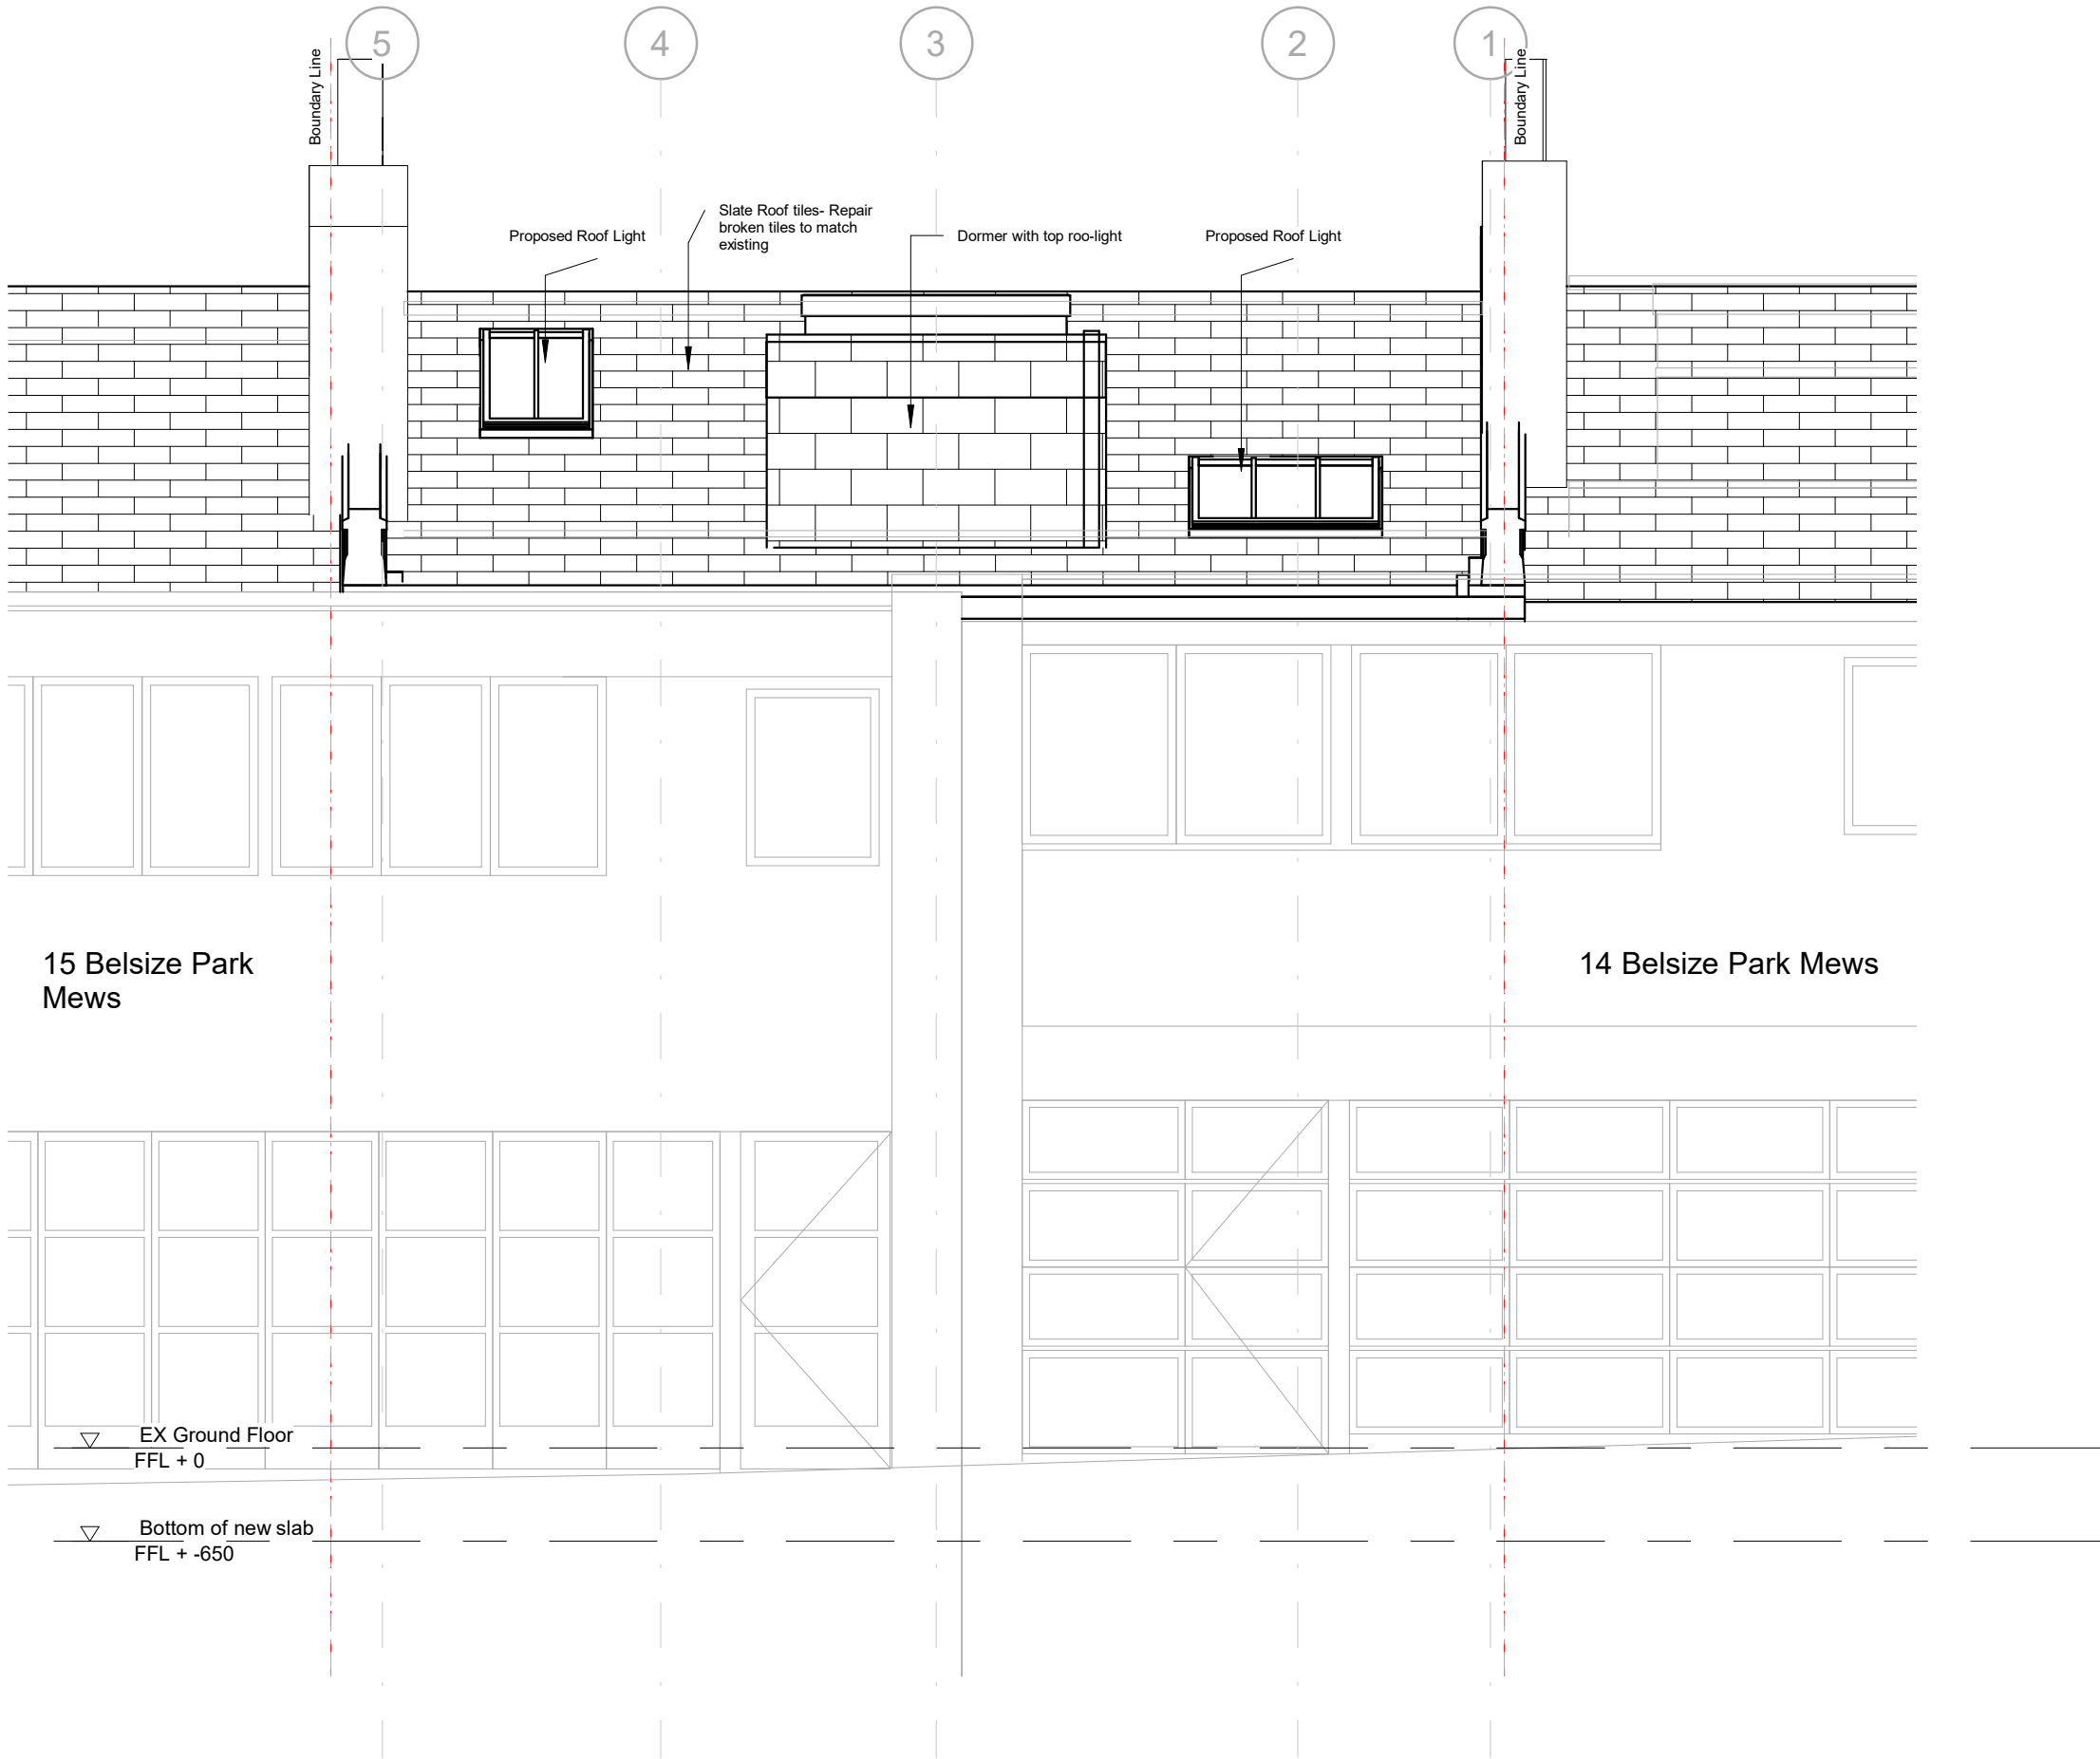 5
4
3
2
1
Boundary Line
Boundary Line
Proposed Roof Light
Slate Roof tiles- Repair
broken tiles to match
existing
Dormer with top roo-light
Proposed Roof Light
15 Belsize Park
Mews
14 Belsize Park Mews
EX Ground Floor
FFL + 0
Bottom of new slab
FFL + -650